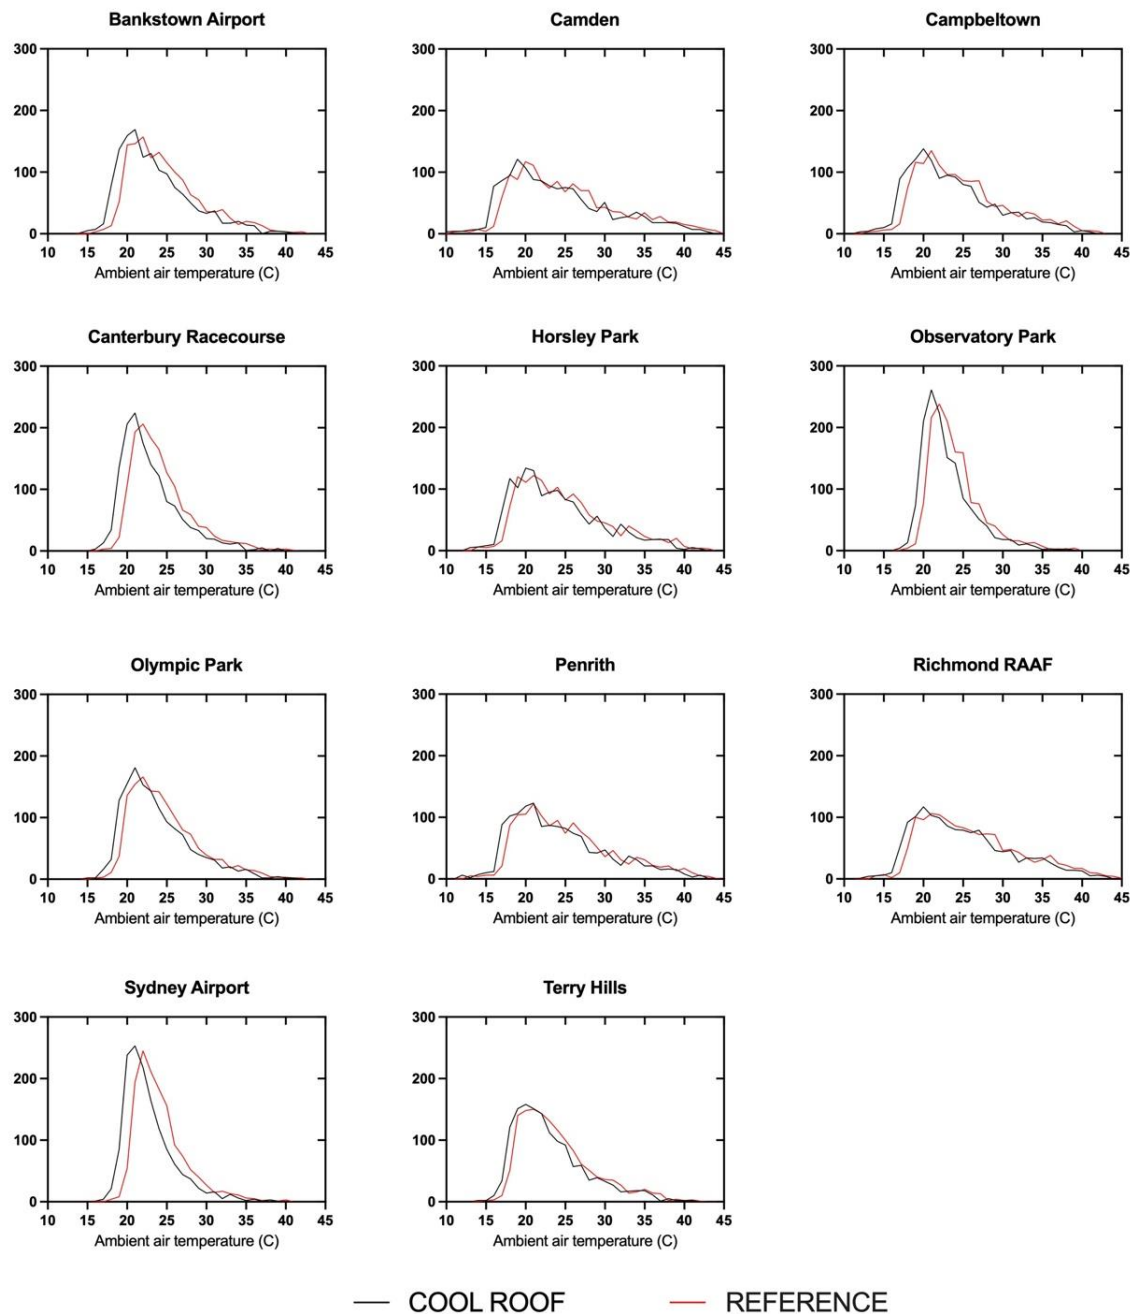 Bankstown Airport Camden Campbeltown
300 300 300
200 200 200
100 100 100
0 0 0
10 15 20 25 30 35 40 45 10 15 20 25 30 35 40 45 10 15 20 25 30 35 40 45
Ambient air temperature (C) Ambient air temperature (C) Ambient air temperature (C)
Canterbury Racecourse Horsley Park Observatory Park
300 300 300
200 200 200
100 100 100
0 0 0
10 15 20 25 30 35 40 45 10 15 20 25 30 35 40 45 10 15 20 25 30 35 40 45
Ambient air temperature (C) Ambient air temperature (C) Ambient air temperature (C)
Olympic Park Penrith Richmond RAAF
300 300 300
200 200 200
100 100 100
0 0 0
10 15 20 25 30 35 40 45 10 15 20 25 30 35 40 45 10 15 20 25 30 35 40 45
Ambient air temperature (C) Ambient air temperature (C) Ambient air temperature (C)
Sydney Airport Terry Hills
300 300
200 200
100 100
0 0
10 15 20 25 30 35 40 45 10 15 20 25 30 35 40 45
Ambient air temperature (C) Ambient air temperature (C)
COOL ROOF REFERENCE